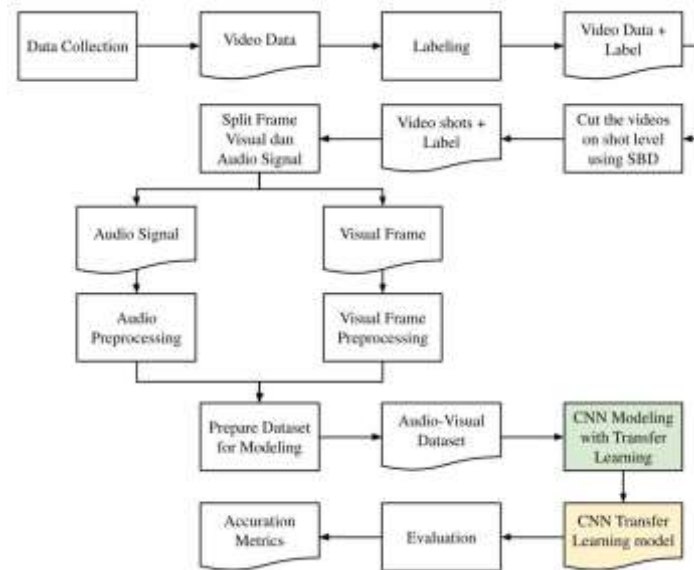 Data Collection
Video Data
Labeling
Video Data +
Label
Cut the videos
on shot level
using SBD
Video shots +
Label
Split Frame
Visual dan
Audio Signal
Audio Signal
Visual Frame
Audio
Preprocessing
Visual Frame
Preprocessing
Prepare Dataset
for Modeling
Audio-Visual
Dataset
CNN Modeling
with Transfer
Learning
CNN Transfer
Learning model
Evaluation
Accuration
Metrics